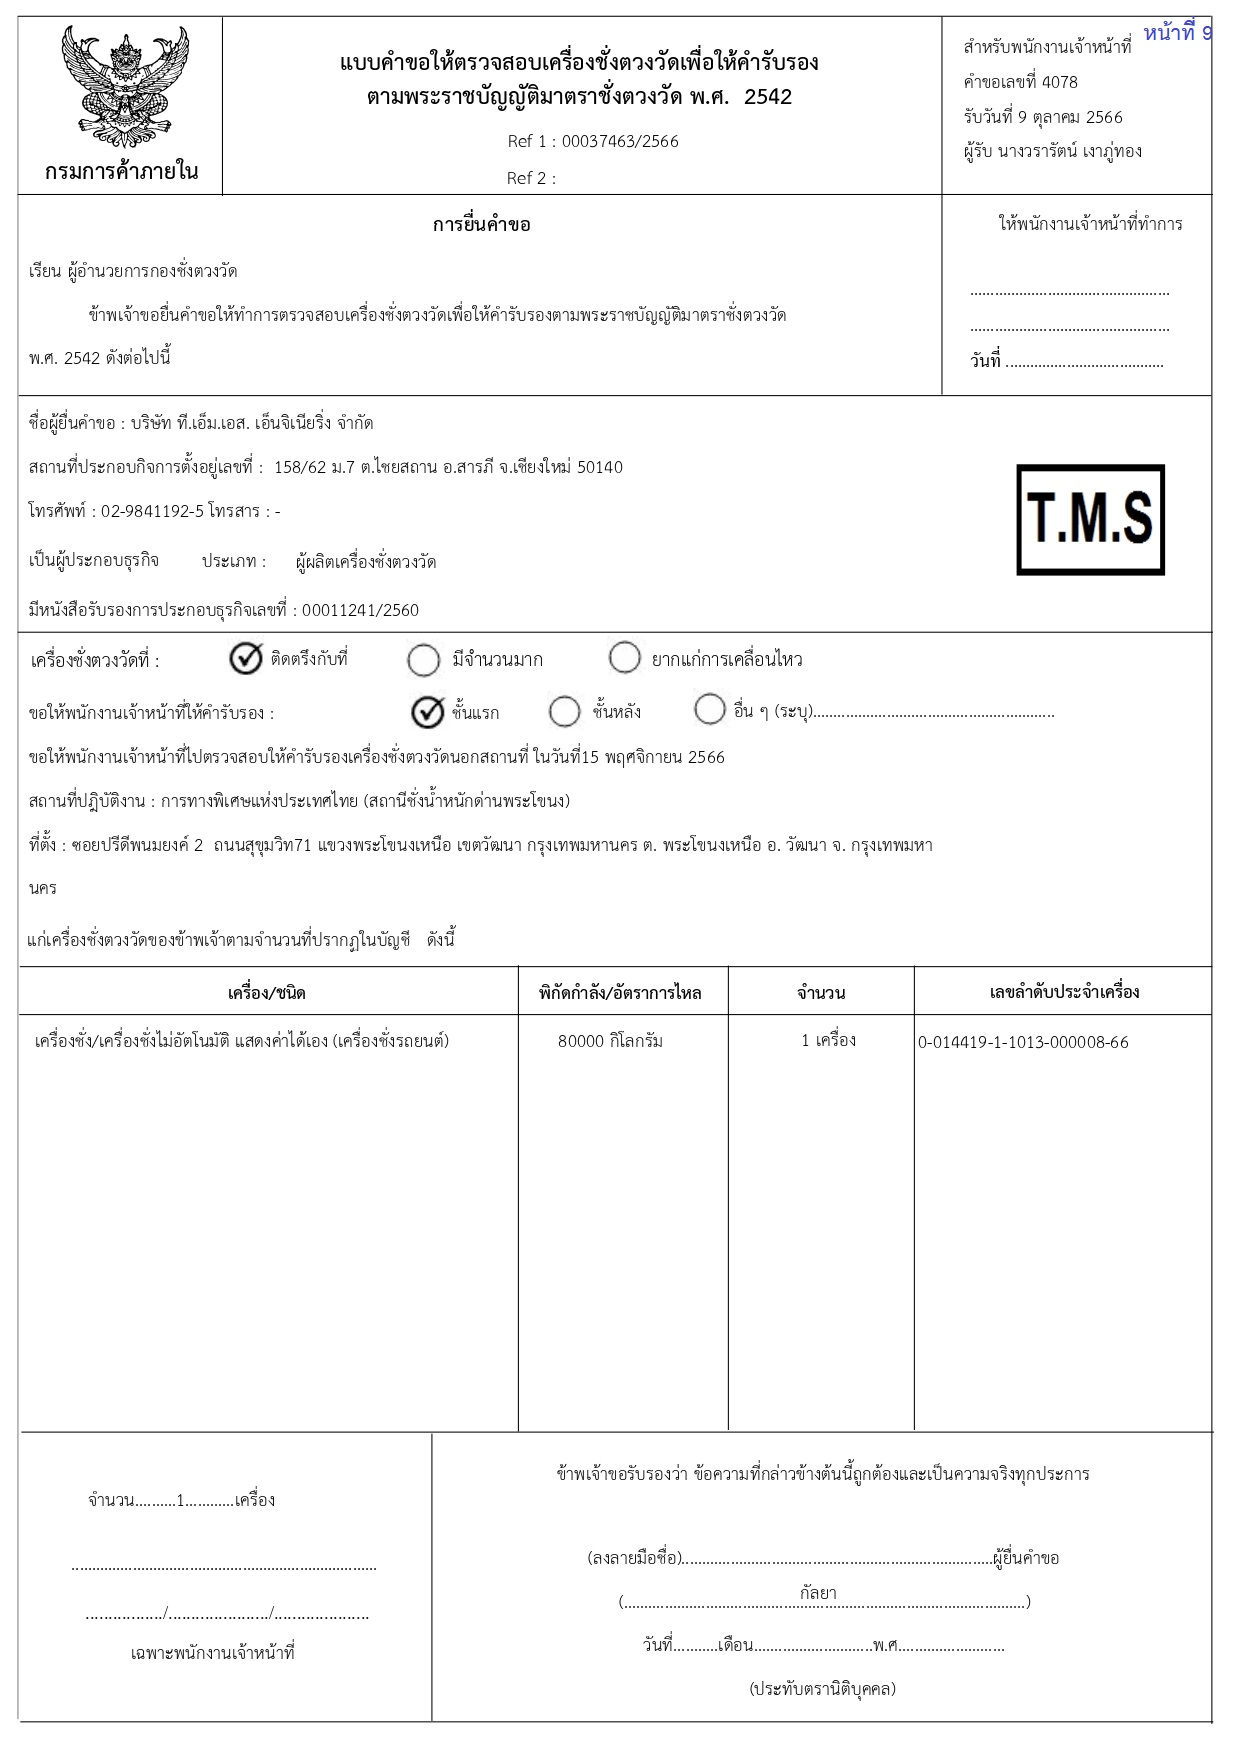 หน้าที่ 9
กรมการค้าภายใน
แบบคำขอให้ตรวจสอบเครื่องชั่งตวงวัดเพื่อให้คำรับรอง
ตามพระราชบัญญัติมาตราชั่งตวงวัด พ.ศ. 2542
Ref 1 : 00037463/2566
Ref 2 :
สำหรับพนักงานเจ้าหน้าที่
คำขอเลขที่ 4078
รับวันที่ 9 ตุลาคม 2566
ผู้รับ นางวรารัตน์ เงาภู่ทอง
การยื่นคำขอ
เรียน ผู้อำนวยการกองชั่งตวงวัด
ข้าพเจ้าขอยื่นคำขอให้ทำการตรวจสอบเครื่องชั่งตวงวัดเพื่อให้คำรับรองตามพระราชบัญญัติมาตราชั่งตวงวัด
พ.ศ. 2542 ดังต่อไปนี้
ให้พนักงานเจ้าหน้าที่ทำการ
................................................
................................................
วันที่ ......................................
ชื่อผู้ยื่นคำขอ : บริษัท ที.เอ็ม.เอส. เอ็นจิเนียริ่ง จำกัด
สถานที่ประกอบกิจการตั้งอยู่เลขที่ : 158/62 ม.7 ต.ไชยสถาน อ.สารภี จ.เชียงใหม่ 50140
โทรศัพท์ : 02-9841192-5 โทรสาร : -
เป็นผู้ประกอบธุรกิจ ประเภท : ผู้ผลิตเครื่องชั่งตวงวัด
มีหนังสือรับรองการประกอบธุรกิจเลขที่ : 00011241/2560
T.M.S
เครื่องชั่งตวงวัดที่ : ติดตรึงกับที่ มีจำนวนมาก ยากแก่การเคลื่อนไหว
ขอให้พนักงานเจ้าหน้าที่ให้คำรับรอง : ชั้นแรก ชั้นหลัง อื่น ๆ (ระบุ)..........................................................
ขอให้พนักงานเจ้าหน้าที่ไปตรวจสอบให้คำรับรองเครื่องชั่งตวงวัดนอกสถานที่ ในวันที่15 พฤศจิกายน 2566
สถานที่ปฏิบัติงาน : การทางพิเศษแห่งประเทศไทย (สถานีชั่งน้ำหนักด่านพระโขนง)
ที่ตั้ง : ซอยปรีดีพนมยงค์ 2 ถนนสุขุมวิท71 แขวงพระโขนงเหนือ เขตวัฒนา กรุงเทพมหานคร ต. พระโขนงเหนือ อ. วัฒนา จ. กรุงเทพมหา
นคร
แก่เครื่องชั่งตวงวัดของข้าพเจ้าตามจำนวนที่ปรากฏในบัญชี ดังนี้
เครื่อง/ชนิด พิกัดกำลัง/อัตราการไหล จำนวน เลขลำดับประจำเครื่อง
เครื่องชั่ง/เครื่องชั่งไม่อัตโนมัติ แสดงค่าได้เอง (เครื่องชั่งรถยนต์) 80000 กิโลกรัม 1 เครื่อง 0-014419-1-1013-000008-66
จำนวน..........1............เครื่อง
..........................................................................
................./....................../.....................
เฉพาะพนักงานเจ้าหน้าที่
ข้าพเจ้าขอรับรองว่า ข้อความที่กล่าวข้างต้นนี้ถูกต้องและเป็นความจริงทุกประการ
(ลงลายมือชื่อ)...........................................................................ผู้ยื่นคำขอ
กัลยา
(.................................................................................................)
วันที่...........เดือน.............................พ.ศ..........................
(ประทับตรานิติบุคคล)